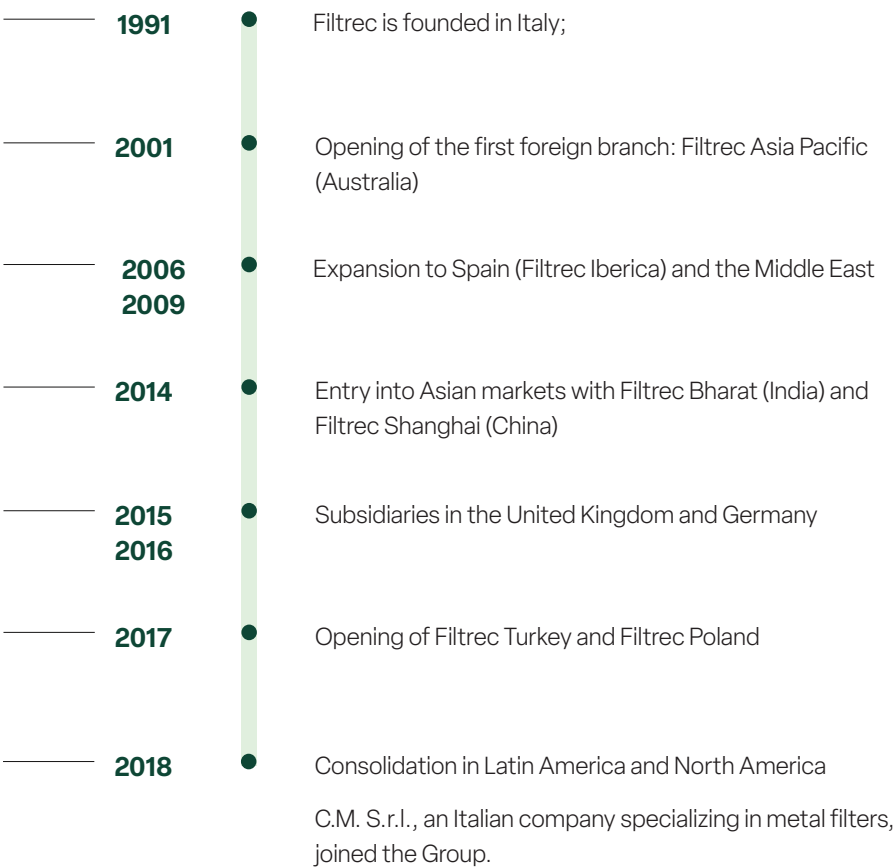 1991 Filtrec is founded in Italy;
2001 Opening of the first foreign branch: Filtrec Asia Pacific
(Australia)
2006 Expansion to Spain (Filtrec Iberica) and the Middle East
2009
2014 Entry into Asian markets with Filtrec Bharat (India) and
Filtrec Shanghai (China)
2015 Subsidiaries in the United Kingdom and Germany
2016
2017 Opening of Filtrec Turkey and Filtrec Poland
2018 Consolidation in Latin America and North America
C.M. S.r.l., an Italian company specializing in metal filters,
joined the Group.